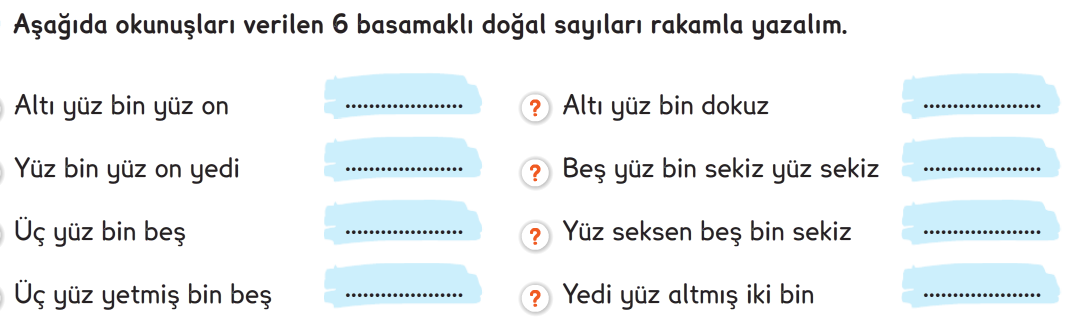 Aşağıda okunuşları verilen 6 basamaklı doğal sayıları rakamla yazalım.
Altı yüz bin yüz on ..................... ? Altı yüz bin dokuz .....................
Yüz bin yüz on yedi ..................... ? Beş yüz bin sekiz yüz sekiz .....................
Üç yüz bin beş ..................... ? Yüz seksen beş bin sekiz .....................
Üç yüz yetmiş bin beş ..................... ? Yedi yüz altmış iki bin .....................